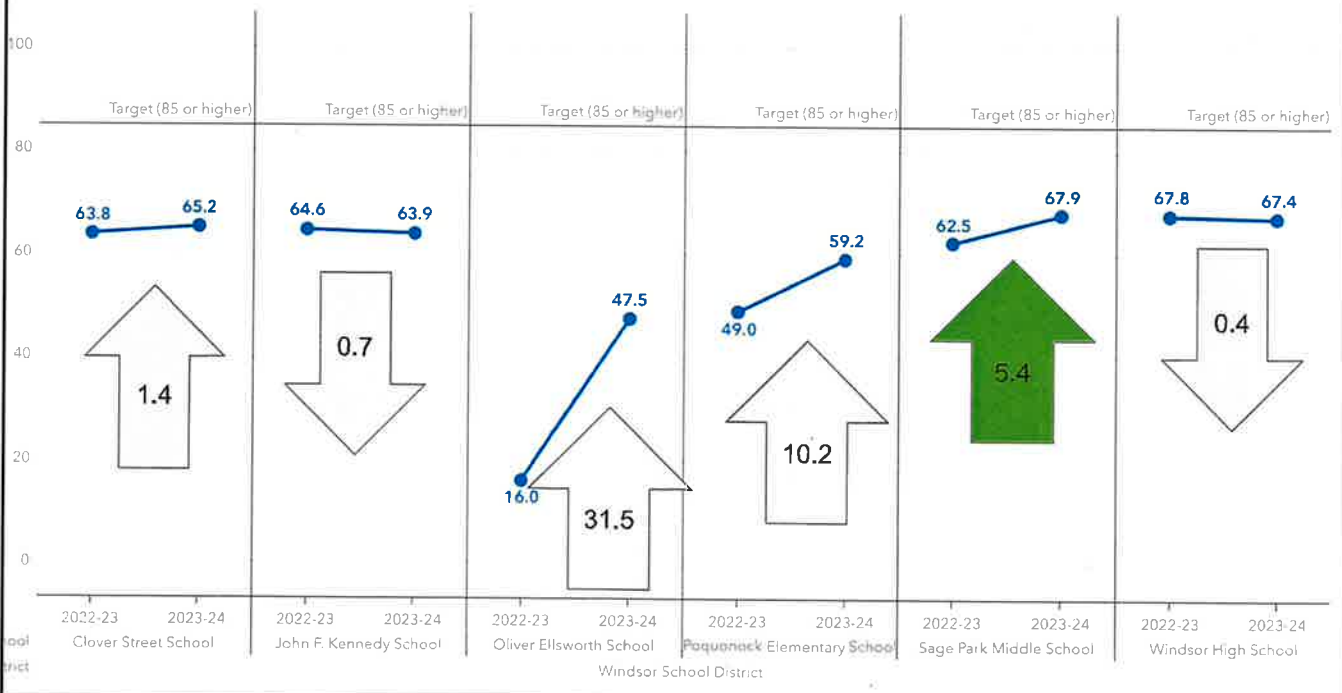 100
Target (85 or higher) Target (85 or higher) Target (85 or higher) Target (85 or higher) Target (85 or higher) Target (85 or higher)
80
63.8 65.2 64.6 63.9 62.5 67.9 67.8 67.4
60
59.2
49.0
47.5
40
1.4 0.7 10.2 5.4 0.4
20
16.0
31.5
0
2022-23 2023-24 2022-23 2023-24 2022-23 2023-24 2022-23 2023-24 2022-23 2023-24 2022-23 2023-24
Clover Street School John F. Kennedy School Oliver Ellsworth School Poquonock Elementary School Sage Park Middle School Windsor High School
Windsor School District